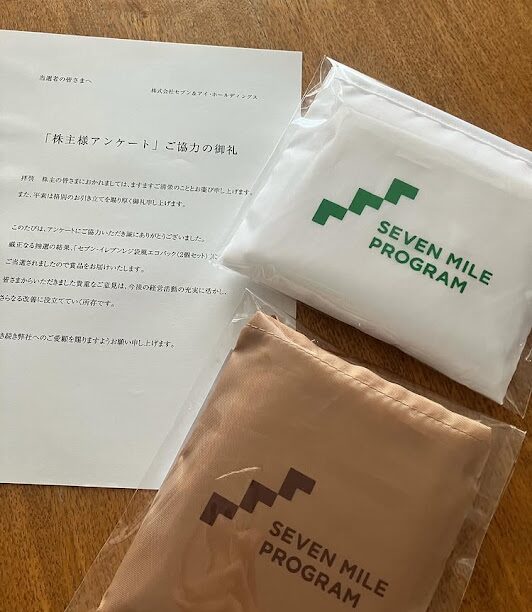 当選者の皆さまへ
株式会社セブン&アイ・ホールディングス
「株主様アンケート」ご協力の御礼
拝啓　株主の皆さまにおかれましては、ますますご清栄のこととお慶び申し上げます。
また、平素は格別のお引き立てを賜り厚く御礼申し上げます。
このたびは、アンケートにご協力いただき誠にありがとうございました。
厳正なる抽選の結果、「セブン‐イレブンレジ袋風エコバッグ（2個セット）」に
ご当選されましたので賞品をお届けいたします。
皆さまからいただきました貴重なご意見は、今後の経営活動の充実に活かし、
さらなる改善に役立てていく所存です。
き続き弊社へのご愛顧を賜りますようお願い申し上げます。
SEVEN MILE
PROGRAM
SEVEN MILE
PROGRAM